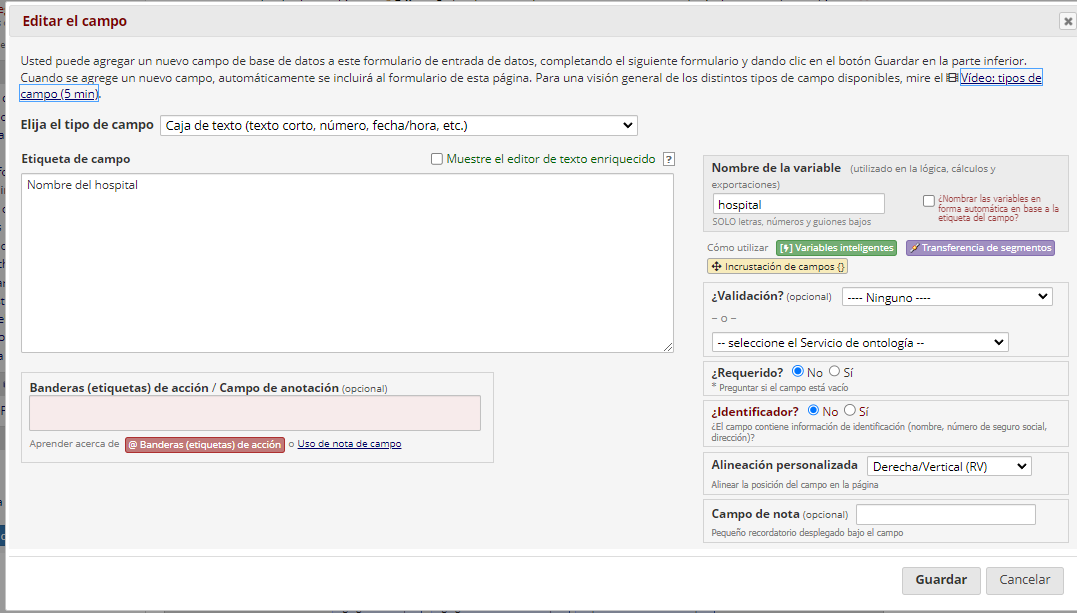 Editar el campo
Usted puede agregar un nuevo campo de base de datos a este formulario de entrada de datos, completando el siguiente formulario y dando clic en el botón Guardar en la parte inferior.
Cuando se agrege un nuevo campo, automáticamente se incluirá al formulario de esta página. Para una visión general de los distintos tipos de campo disponibles, mire el Vídeo: tipos de
campo (5 min).
Elija el tipo de campo Caja de texto (texto corto, número, fecha/hora, etc.)
Etiqueta de campo
Muestre el editor de texto enriquecido ?
Nombre del hospital
Banderas (etiquetas) de acción / Campo de anotación (opcional)
Aprender acerca de @ Banderas (etiquetas) de acción o Uso de nota de campo
Nombre de la variable (utilizado en la lógica, cálculos y
exportaciones)
hospital
SOLO letras, números y guiones bajos
¿Nombrar las variables en
forma automática en base a la
etiqueta del campo?
Cómo utilizar [⚡] Variables inteligentes Transferencia de segmentos
Incrustación de campos {}
¿Validación? (opcional) ---- Ninguno ----
– o –
-- seleccione el Servicio de ontología --
¿Requerido? No Sí
* Preguntar si el campo está vacío
¿Identificador? No Sí
¿El campo contiene información de identificación (nombre, número de seguro social,
dirección)?
Alineación personalizada Derecha/Vertical (RV)
Alinear la posición del campo en la página
Campo de nota (opcional)
Pequeño recordatorio desplegado bajo el campo
Guardar Cancelar